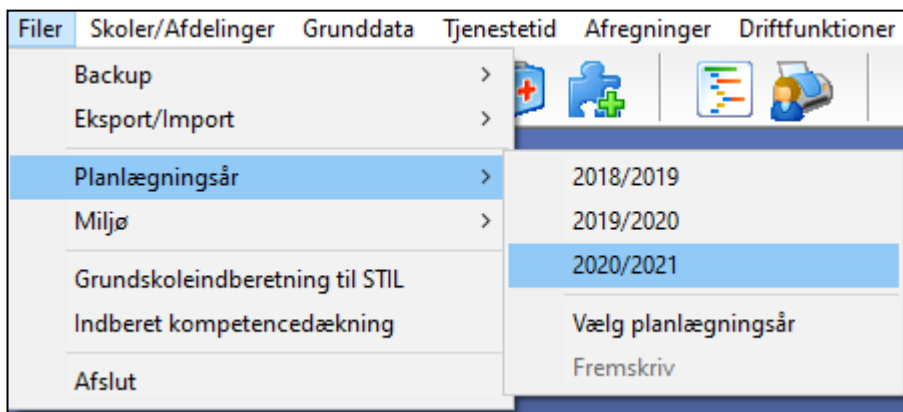 Filer Skoler/Afdelinger Grunddata Tjenestetid Afregninger Driftfunktioner
Backup
Eksport/Import
Planlægningsår
Miljø
Grundskoleindberetning til STIL
Indberet kompetencedækning
Afslut
2018/2019
2019/2020
2020/2021
Vælg planlægningsår
Fremskriv